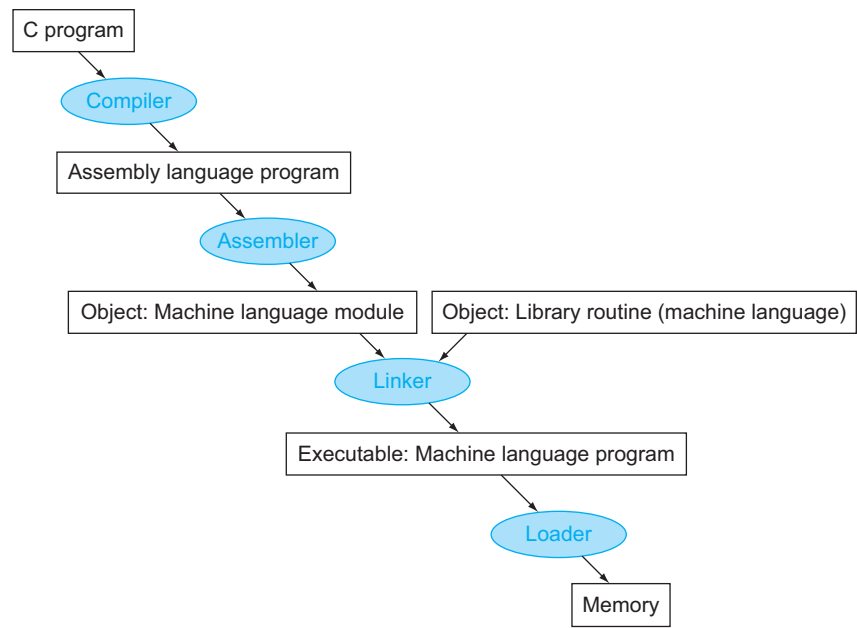 C program
Compiler
Assembly language program
Assembler
Object: Machine language module
Object: Library routine (machine language)
Linker
Executable: Machine language program
Loader
Memory